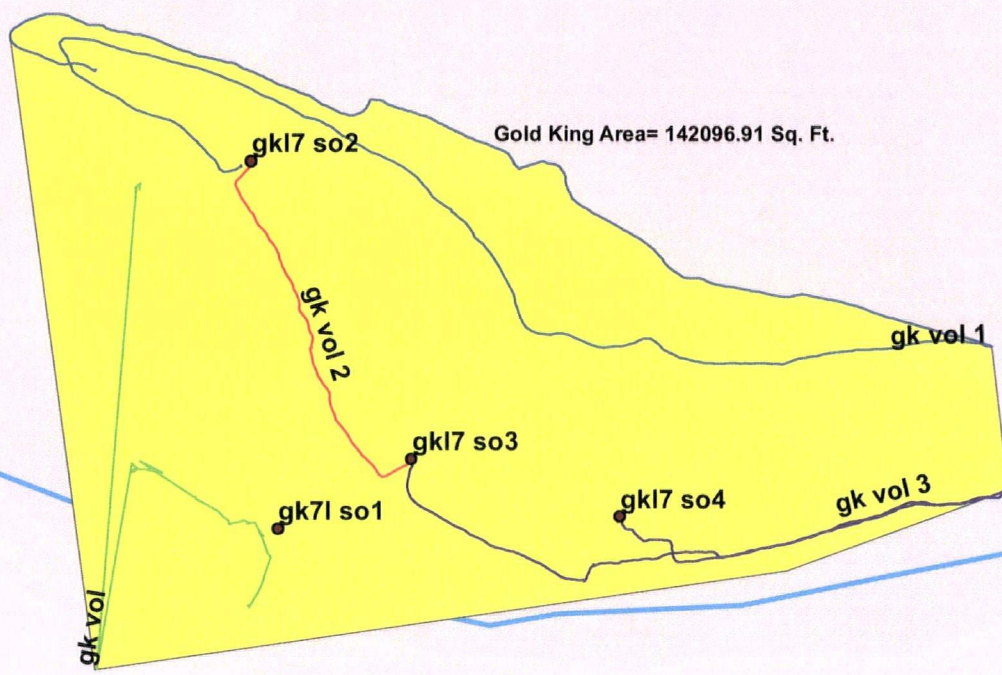 Gold King Area= 142096.91 Sq. Ft.
gkl7 so2
gk vol 2
gk vol 1
gkl7 so3
gkl7 so4
gk vol 3
gk7l so1
gk vol